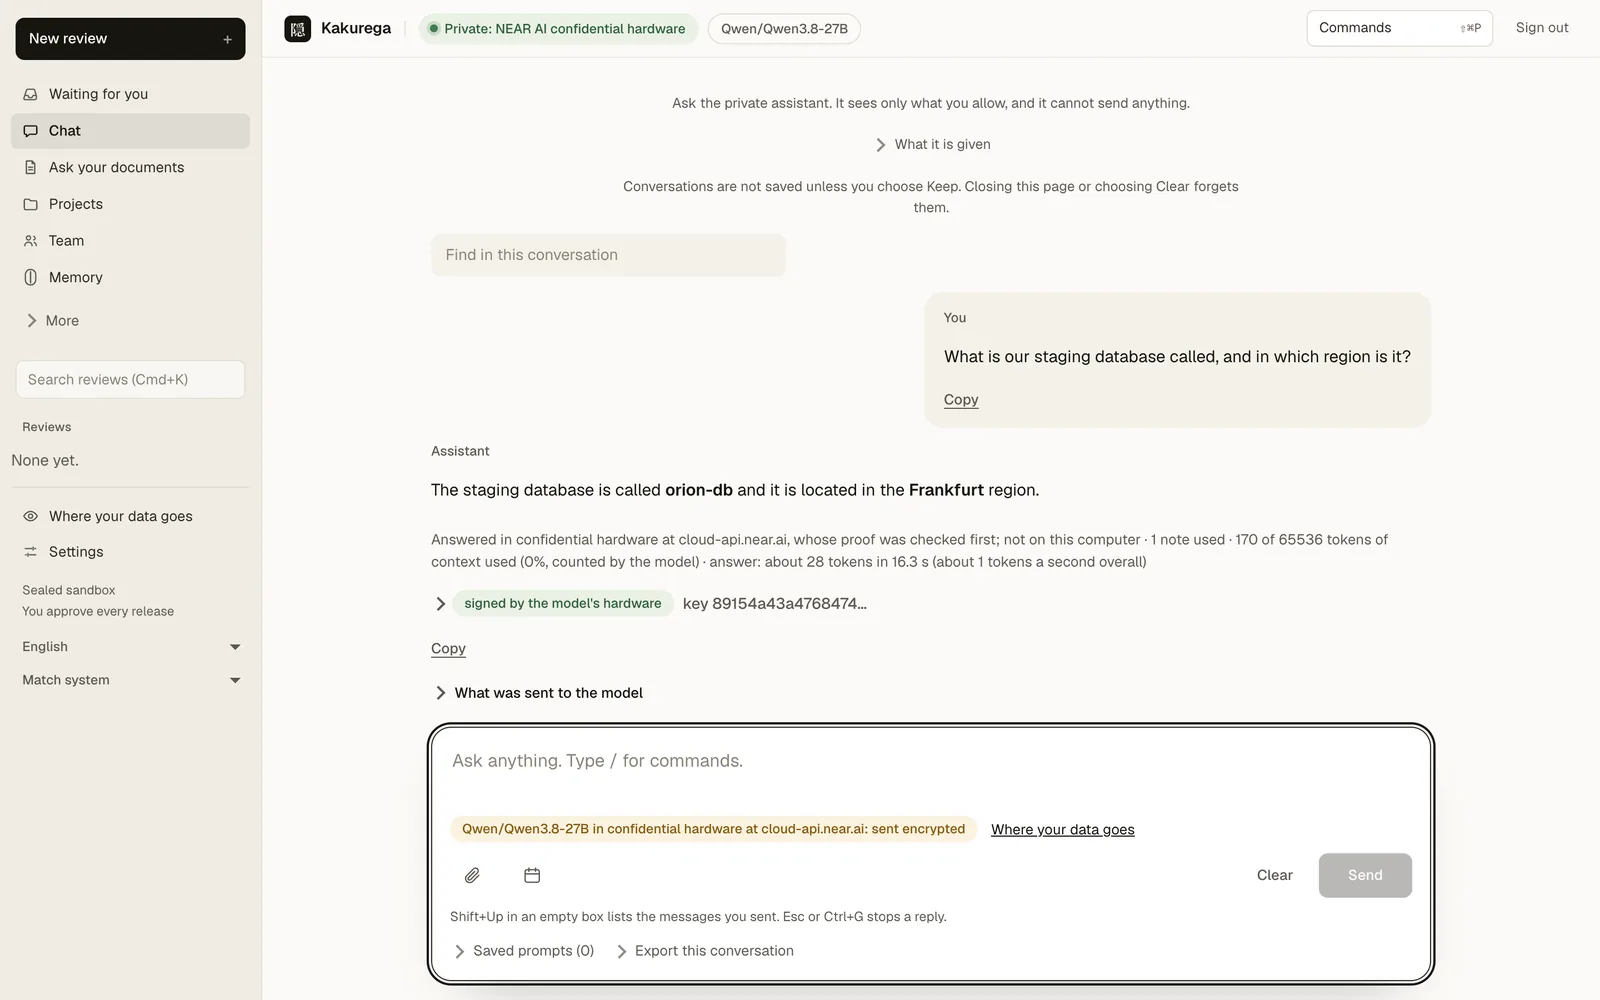 New review +
Waiting for you
Chat
Ask your documents
Projects
Team
Memory
More
Search reviews (Cmd+K)
Reviews
None yet.
Where your data goes
Settings
Sealed sandbox
You approve every release
English
Match system
Kakurega
Private: NEAR AI confidential hardware
Qwen/Qwen3.8-27B
Commands ⇧⌘P
Sign out
Ask the private assistant. It sees only what you allow, and it cannot send anything.
What it is given
Conversations are not saved unless you choose Keep. Closing this page or choosing Clear forgets
them.
Find in this conversation
You
What is our staging database called, and in which region is it?
Copy
Assistant
The staging database is called orion-db and it is located in the Frankfurt region.
Answered in confidential hardware at cloud-api.near.ai, whose proof was checked first; not on this computer · 1 note used · 170 of 65536 tokens of
context used (0%, counted by the model) · answer: about 28 tokens in 16.3 s (about 1 tokens a second overall)
signed by the model's hardware key 89154a43a4768474…
Copy
What was sent to the model
Ask anything. Type / for commands.
Qwen/Qwen3.8-27B in confidential hardware at cloud-api.near.ai: sent encrypted
Where your data goes
Clear
Send
Shift+Up in an empty box lists the messages you sent. Esc or Ctrl+G stops a reply.
Saved prompts (0)
Export this conversation